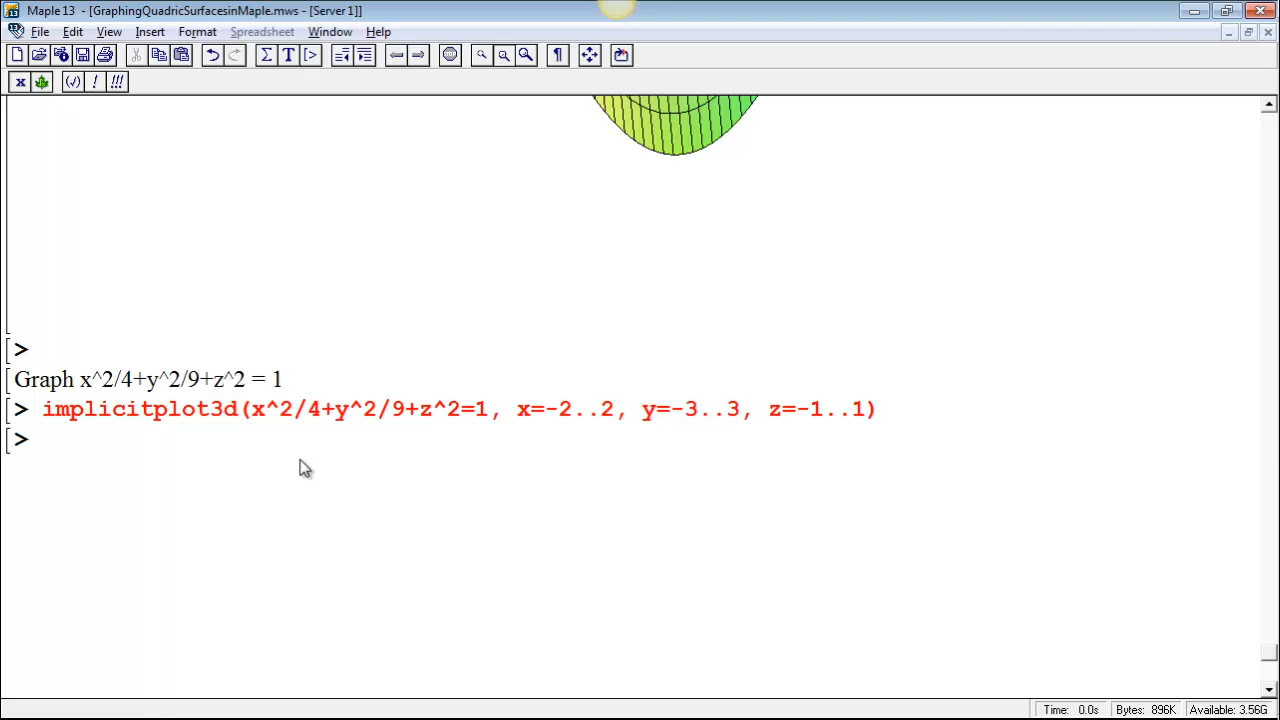 Maple 13 - [GraphingQuadricSurfacesinMaple.mws - [Server 1]]
File Edit View Insert Format Spreadsheet Window Help
>
Graph x^2/4+y^2/9+z^2 = 1
> implicitplot3d(x^2/4+y^2/9+z^2=1, x=-2..2, y=-3..3, z=-1..1)
>
Time: 0.0s Bytes: 896K Available: 3.56G